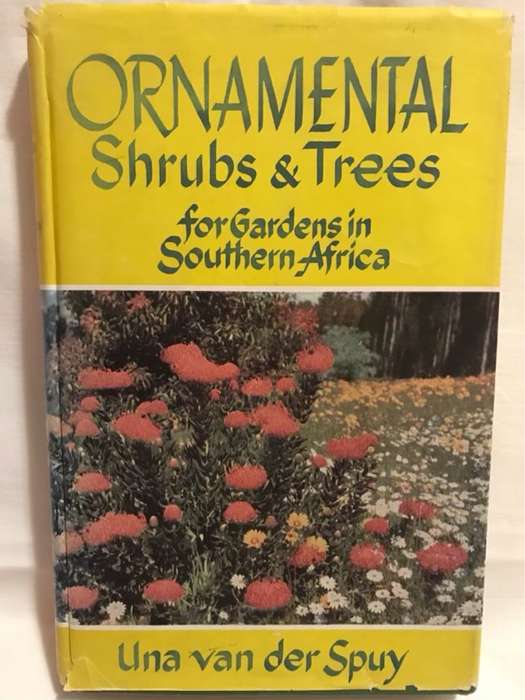 ORNAMENTAL
Shrubs & Trees
for Gardens in
Southern Africa
Una van der Spuy